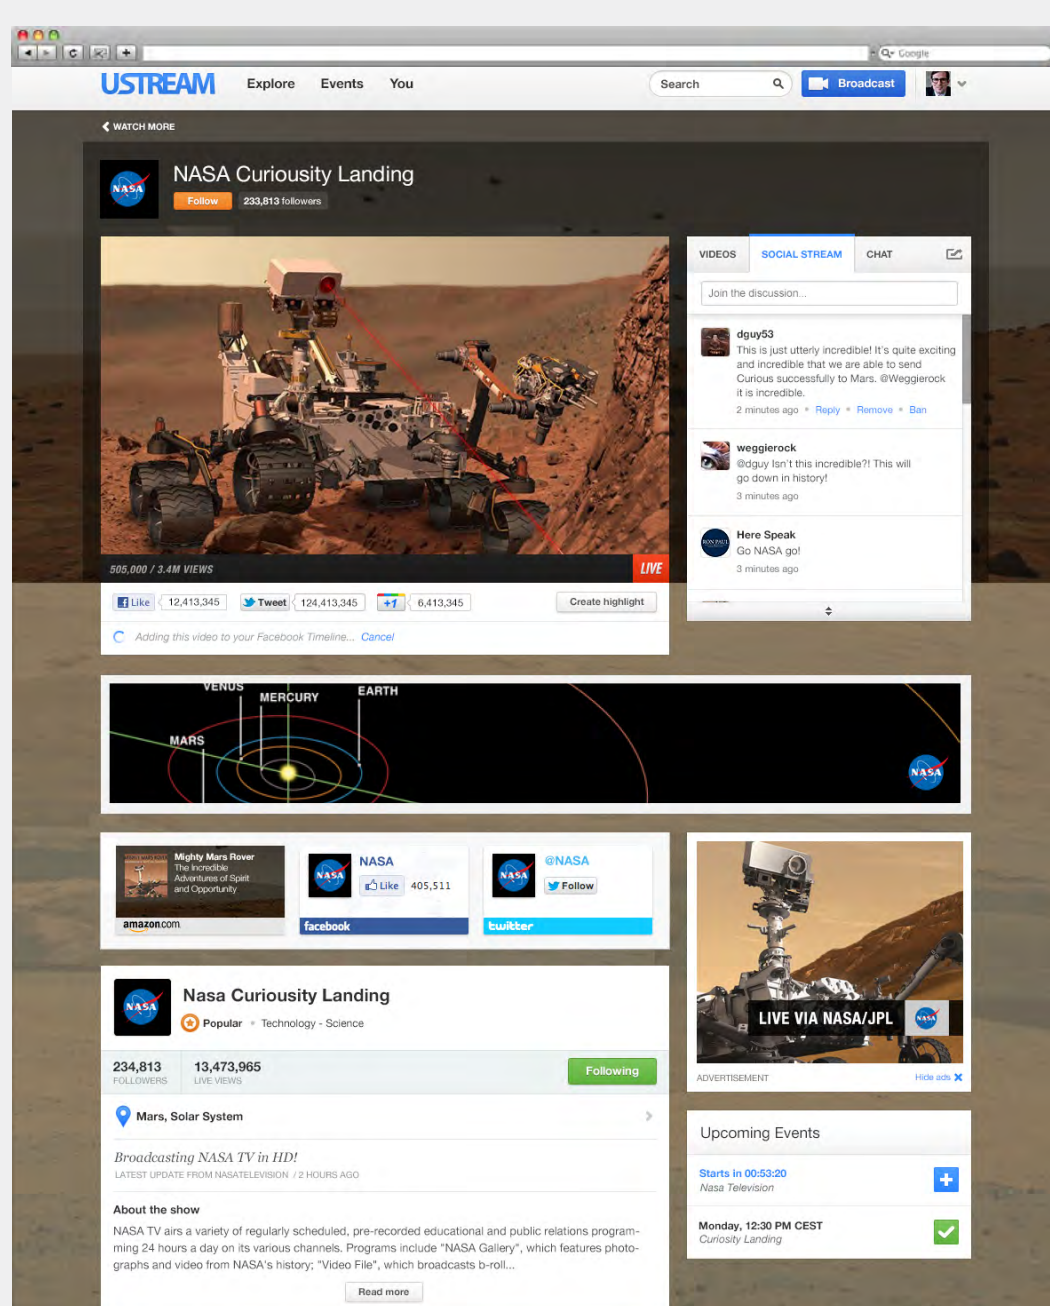 Google
USTREAM
Explore
Events
You
Search
Broadcast
WATCH MORE
NASA
NASA Curiousity Landing
Follow
233,813 followers
505,000 / 3.4M VIEWS
LIVE
Like
12,413,345
Tweet
124,413,345
+1
6,413,345
Create highlight
Adding this video to your Facebook Timeline... Cancel
VIDEOS
SOCIAL STREAM
CHAT
Join the discussion...
dguy53
This is just utterly incredible! It's quite exciting
and incredible that we are able to send
Curious successfully to Mars. @Weggierock
it is incredible.
2 minutes ago • Reply • Remove • Ban
weggierock
@dguy Isn't this incredible?! This will
go down in history!
3 minutes ago
RON PAUL
Here Speak
Go NASA go!
3 minutes ago
VENUS
MERCURY
EARTH
MARS
NASA
Mighty Mars Rover
The Incredible
Adventures of Spirit
and Opportunity
amazon.com
NASA
NASA
Like
405,511
facebook
NASA
@NASA
Follow
twitter
LIVE VIA NASA/JPL
NASA
ADVERTISEMENT
Hide ads
NASA
Nasa Curiousity Landing
Popular • Technology - Science
234,813
FOLLOWERS
13,473,965
LIVE VIEWS
Following
Mars, Solar System
Broadcasting NASA TV in HD!
LATEST UPDATE FROM NASATELEVISION / 2 HOURS AGO
About the show
NASA TV airs a variety of regularly scheduled, pre-recorded educational and public relations program-
ming 24 hours a day on its various channels. Programs include "NASA Gallery", which features photo-
graphs and video from NASA's history; "Video File", which broadcasts b-roll...
Read more
Upcoming Events
Starts in 00:53:20
Nasa Television
Monday, 12:30 PM CEST
Curiosity Landing